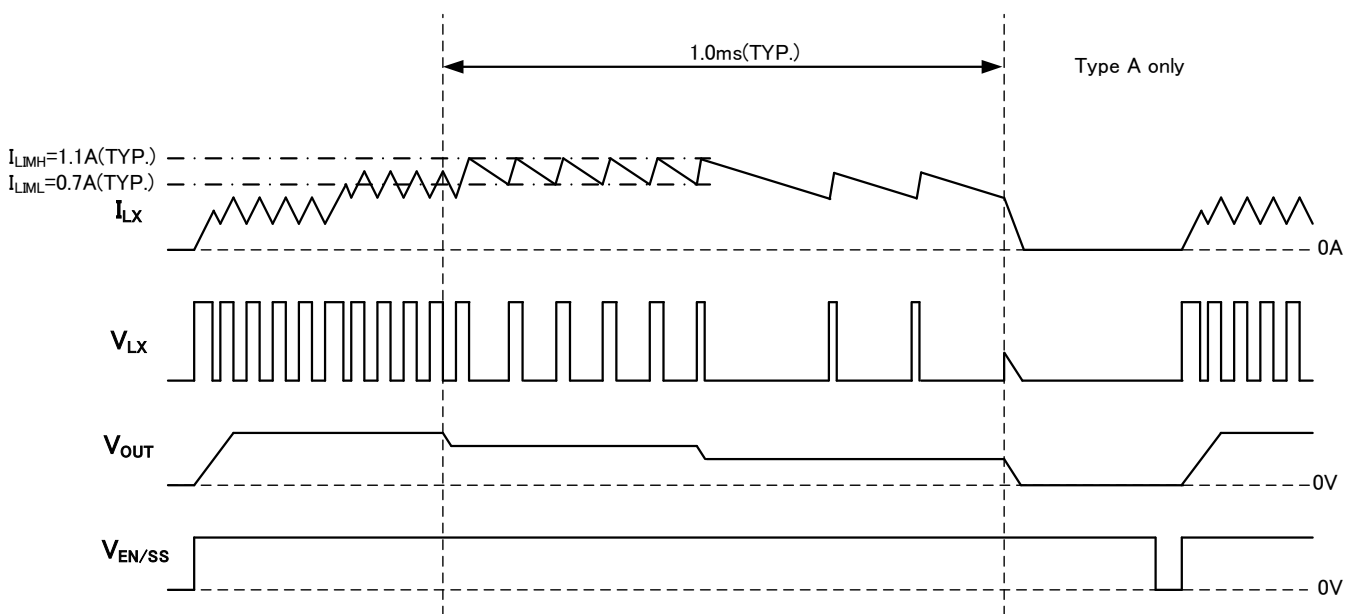 1.0ms(TYP.)
Type A only
ILIMH=1.1A(TYP.)
ILIML=0.7A(TYP.)
ILX
0A
VLX
VOUT
0V
VEN/SS
0V